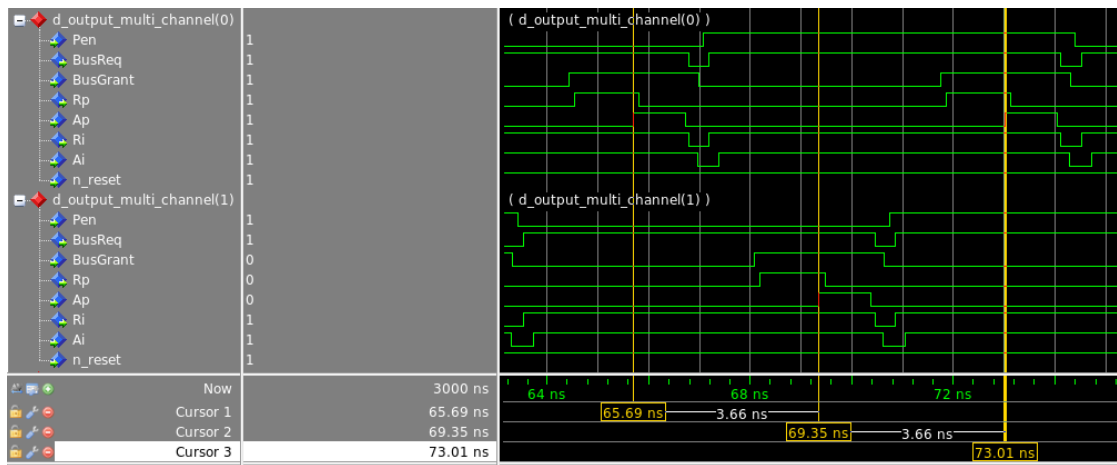 d_output_multi_channel(0) ( d_output_multi_channel(0) )
Pen 1
BusReq 1
BusGrant 1
Rp 1
Ap 1
Ri 1
Ai 1
n_reset 1
d_output_multi_channel(1) ( d_output_multi_channel(1) )
Pen 1
BusReq 1
BusGrant 0
Rp 0
Ap 0
Ri 1
Ai 1
n_reset 1
Now 3000 ns 64 ns 68 ns 72 ns
Cursor 1 65.69 ns 65.69 ns 3.66 ns
Cursor 2 69.35 ns 69.35 ns 3.66 ns
Cursor 3 73.01 ns 73.01 ns